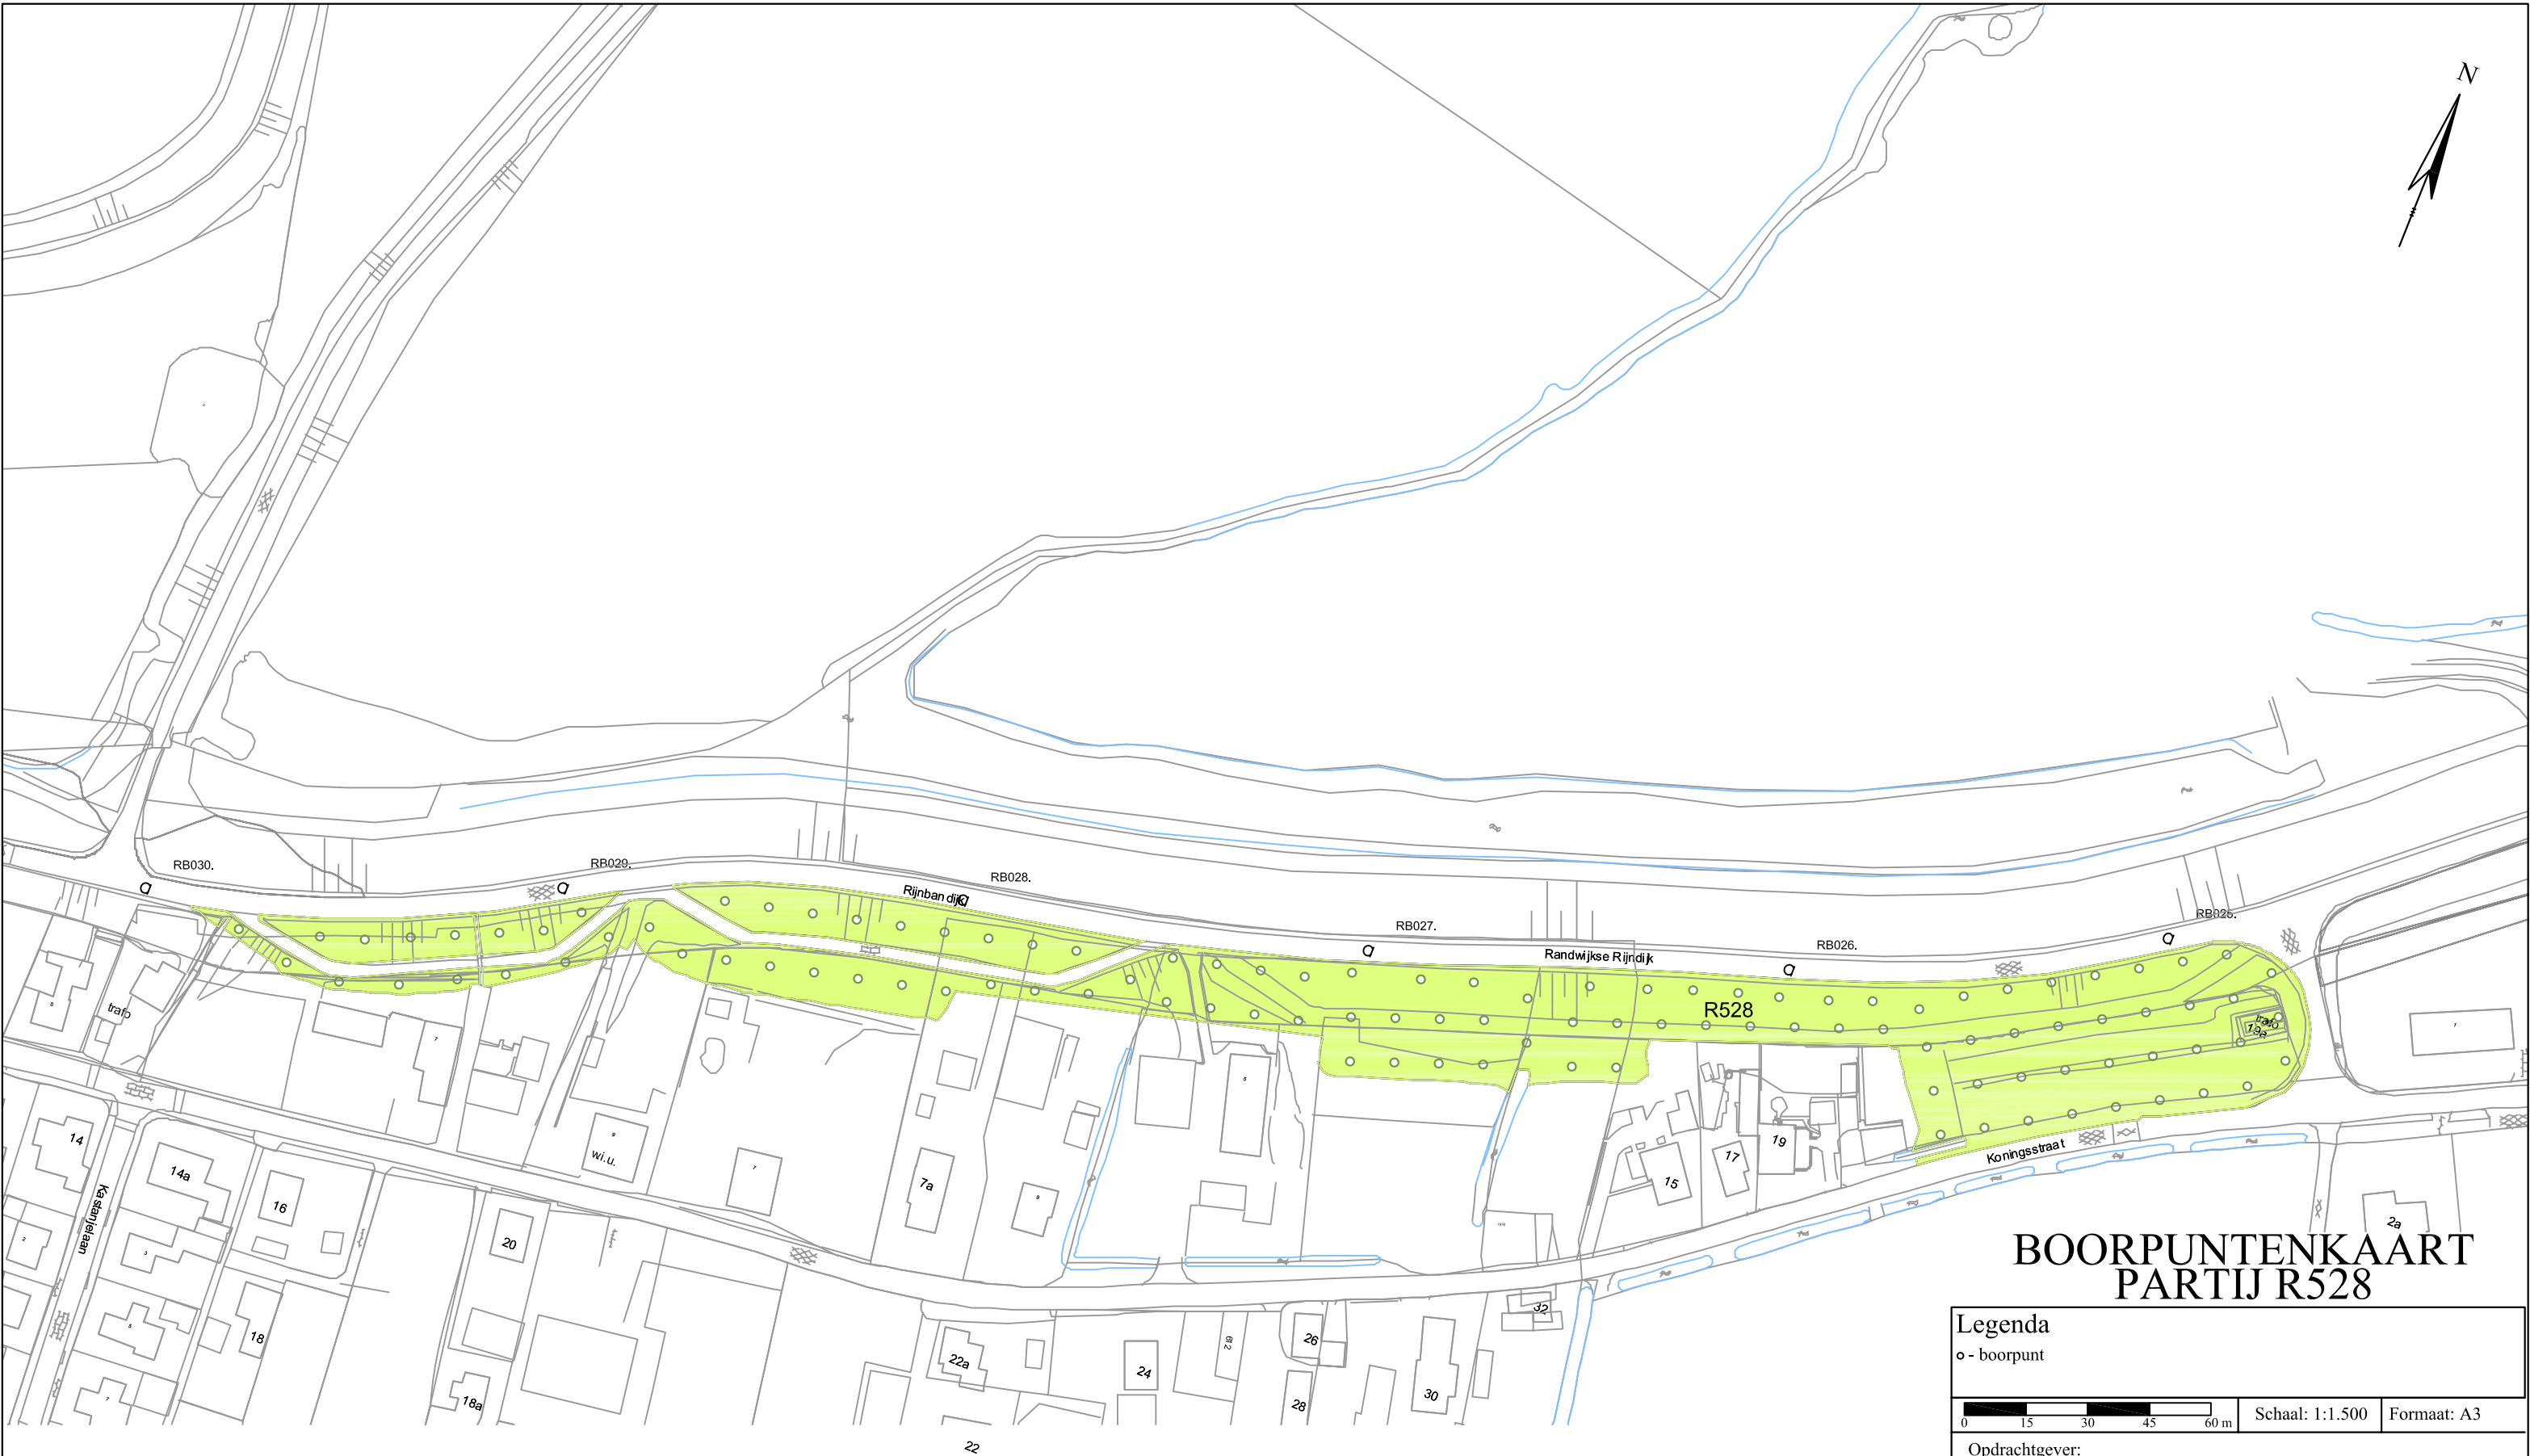 N
RB030.
RB029.
RB028.
RB027.
RB026.
RB025.
Rijnbandijk
Randwijkse Rijndijk
R528
trafo
trafo
19a
14
14a
16
18
20
18a
w.i.u.
7a
15
17
19
Kastanjelaan
Koningsstraat
2a
22a
24
26
28
30
32
22
BOORPUNTENKAART
PARTIJ R528
Legenda
o - boorpunt
0 15 30 45 60 m
Schaal: 1:1.500
Formaat: A3
Opdrachtgever: